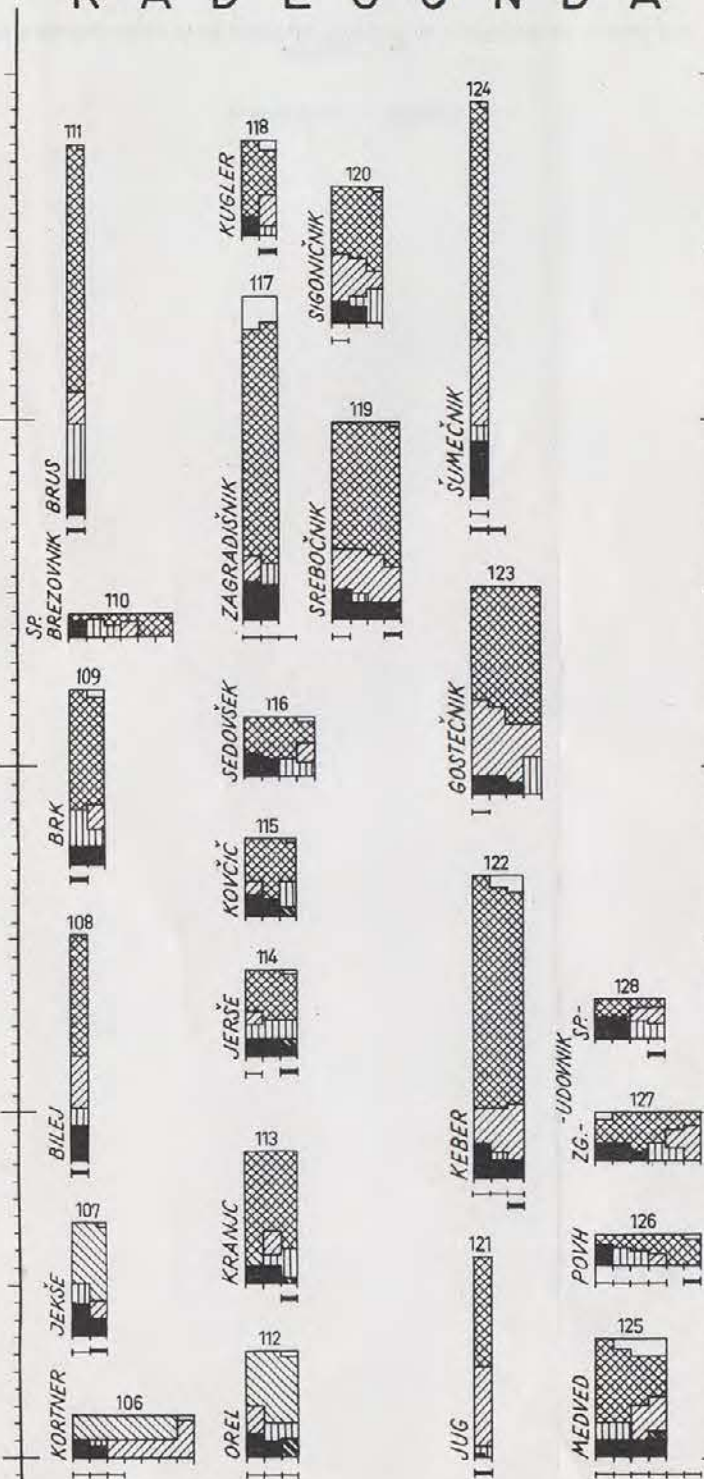 RADEGUNDA
106
KORTNER
107
JEKŠE
108
BILEJ
109
BRK
110
SP. BREZOVNIK
111
BRUS
112
OREL
113
KRANJC
114
JERŠE
115
KOVČIČ
116
SEDOVŠEK
117
ZAGRADIŠNIK
118
KUGLER
119
SREBOČNIK
120
SIGONIČNIK
121
JUG
122
KEBER
123
GOSTEČNIK
124
ŠUMEČNIK
125
MEDVED
126
POVH
127
ZG.-
-UDOVNIK
128
SP.-